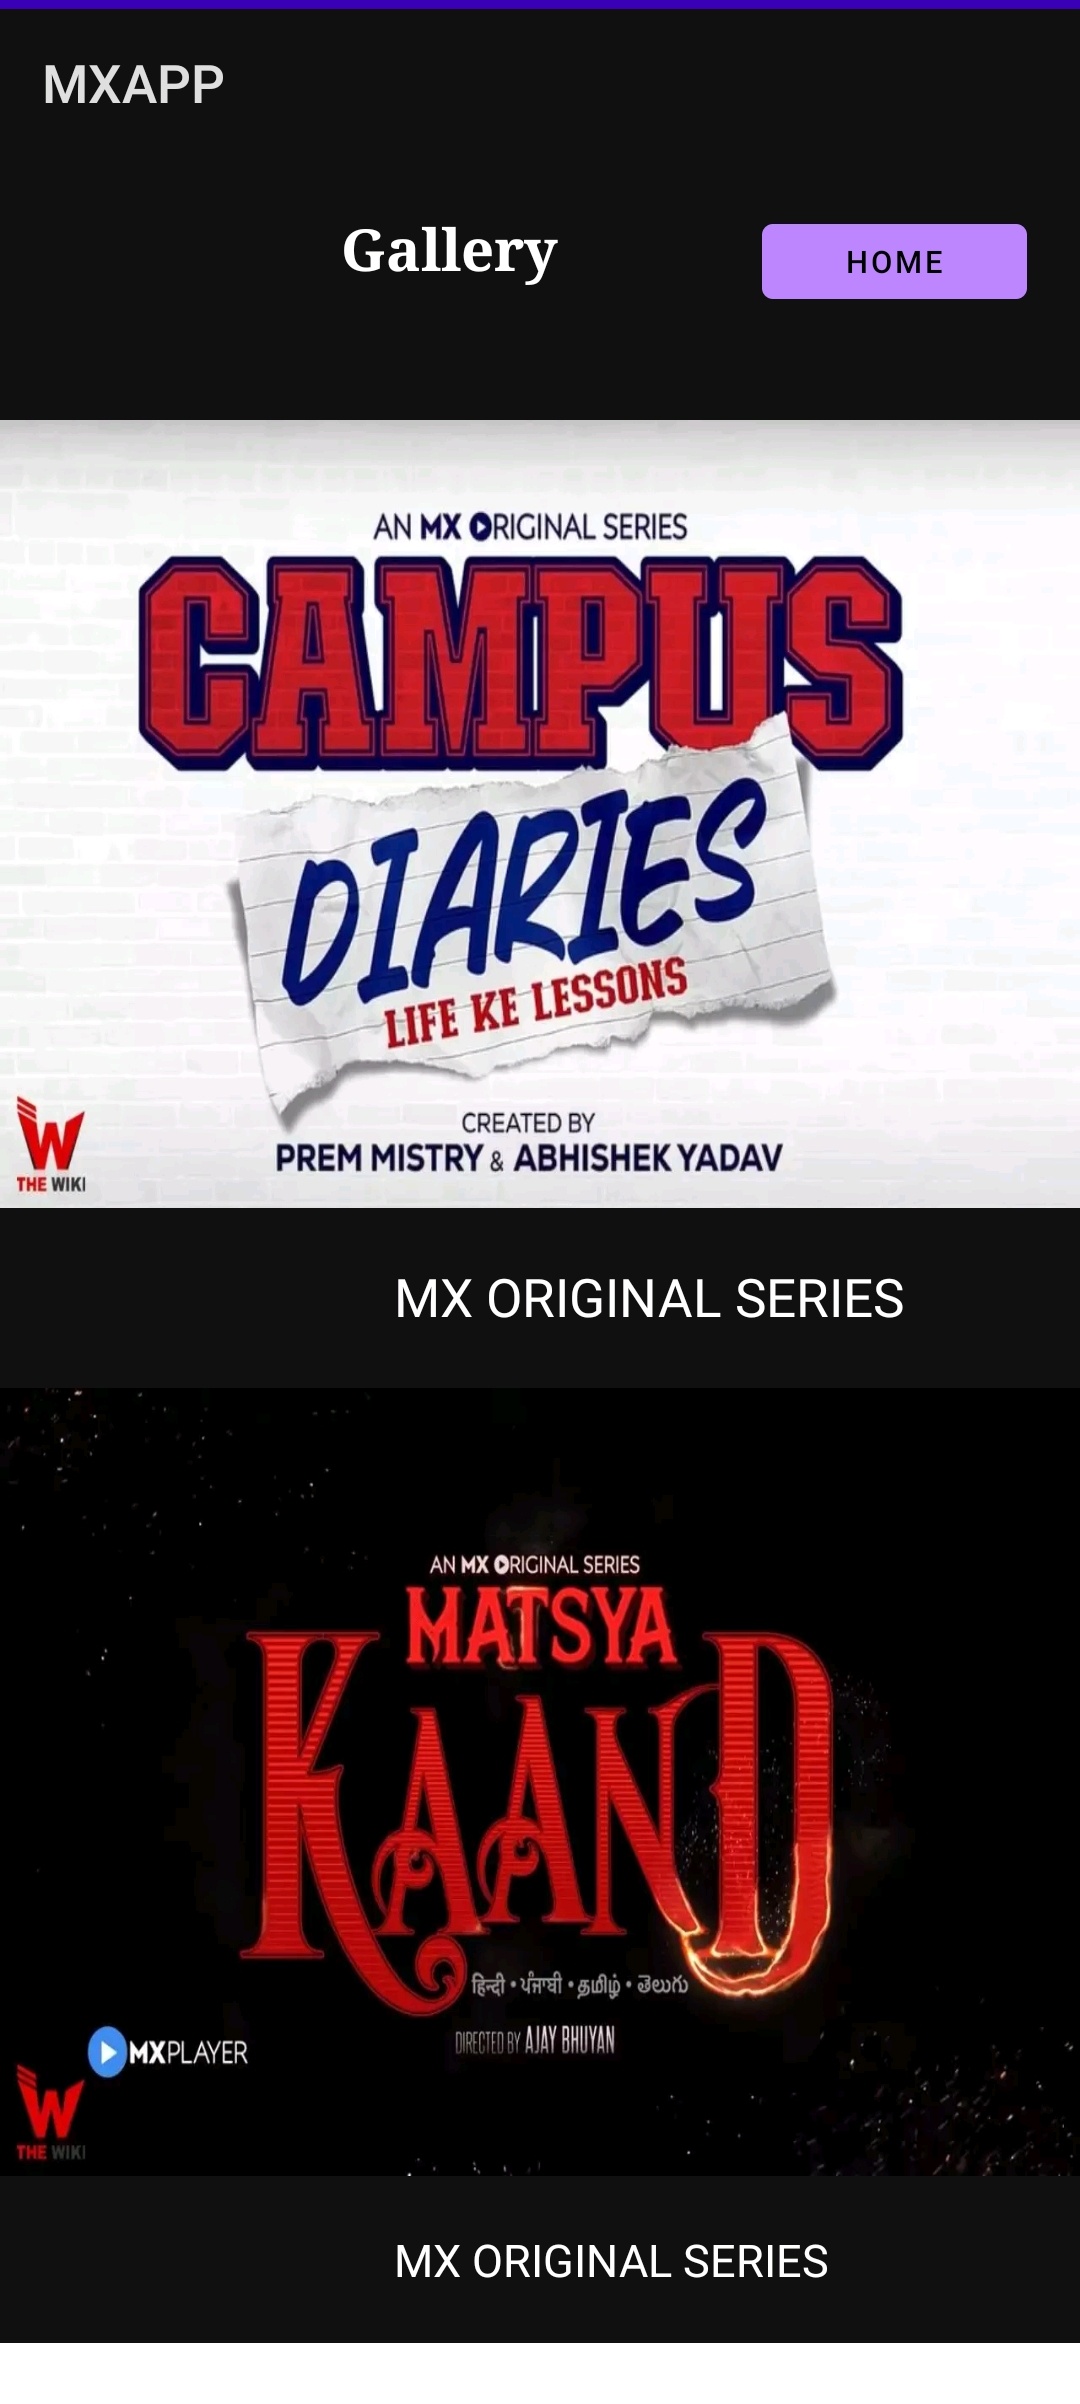 MXAPP
Gallery
HOME
AN MX ORIGINAL SERIES
CAMPUS
DIARIES
LIFE KE LESSONS
CREATED BY
PREM MISTRY & ABHISHEK YADAV
W
THE WIKI
MX ORIGINAL SERIES
AN MX ORIGINAL SERIES
MATSYA
KAAND
हिन्दी • ਪੰਜਾਬੀ • தமிழ் • తెలుగు
DIRECTED BY AJAY BHUYAN
MXPLAYER
W
THE WIKI
MX ORIGINAL SERIES